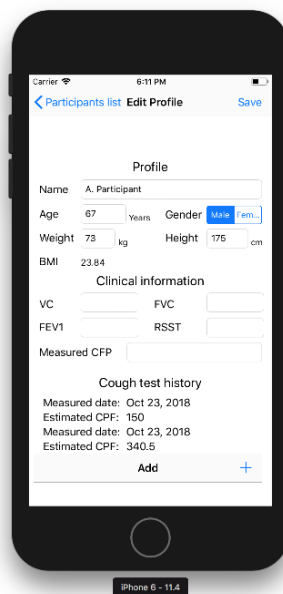 Carrier 6:11 PM
Participants list Edit Profile Save
Profile
Name A. Participant
Age 67 Years Gender Male Fem...
Weight 73 kg Height 175 cm
BMI 23.84
Clinical information
VC FVC
FEV1 RSST
Measured CFP
Cough test history
Measured date: Oct 23, 2018
Estimated CPF: 150
Measured date: Oct 23, 2018
Estimated CPF: 340.5
Add +
iPhone 6 - 11.4